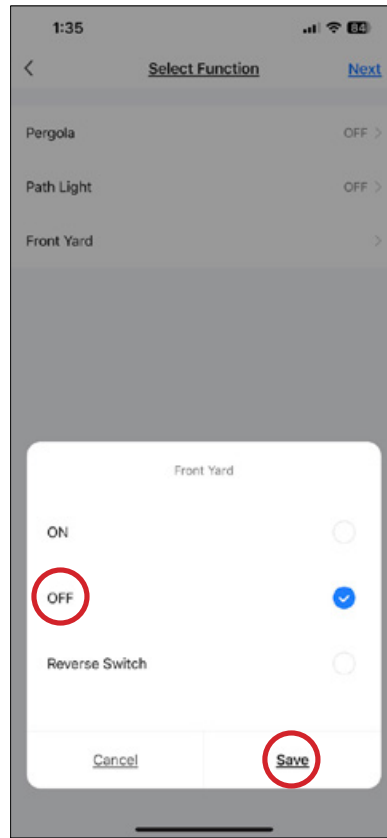 1:35 84
Select Function Next
Pergola OFF
Path Light OFF
Front Yard
Front Yard
ON
OFF
Reverse Switch
Cancel Save